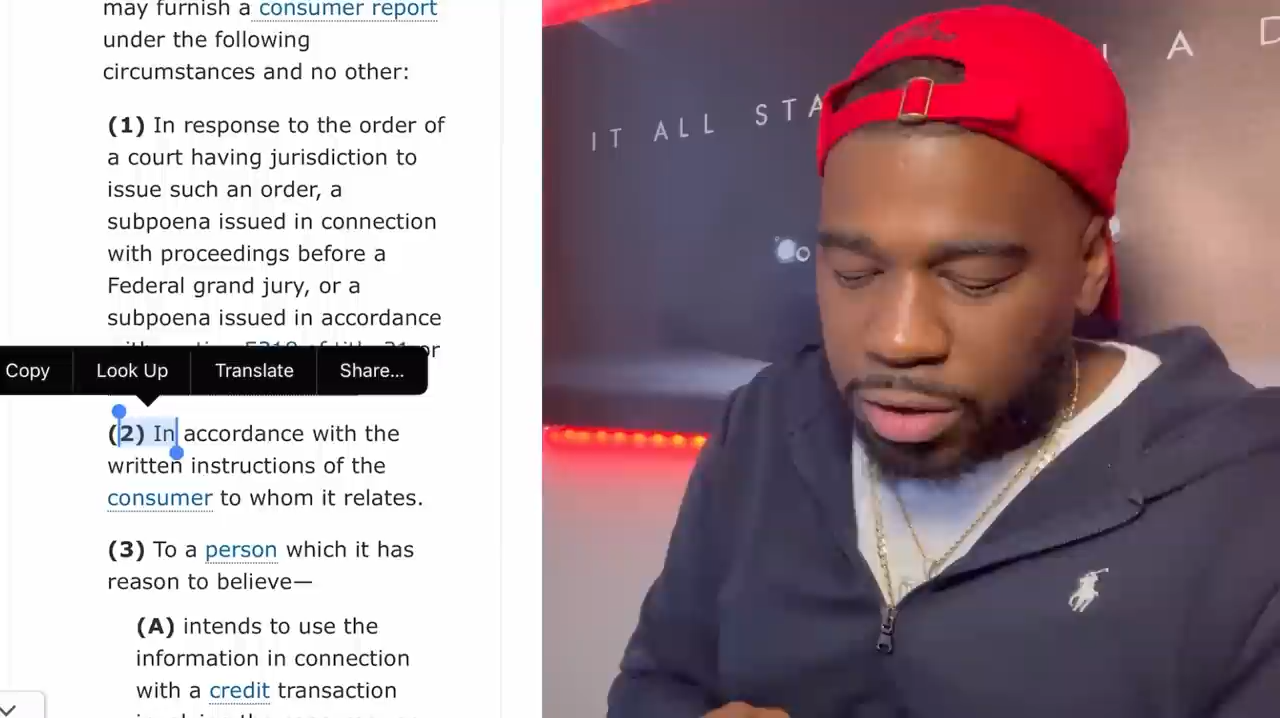 may furnish a consumer report
under the following
circumstances and no other:
(1) In response to the order of
a court having jurisdiction to
issue such an order, a
subpoena issued in connection
with proceedings before a
Federal grand jury, or a
subpoena issued in accordance
or
Copy Look Up Translate Share...
(2) In accordance with the
written instructions of the
consumer to whom it relates.
(3) To a person which it has
reason to believe—
(A) intends to use the
information in connection
with a credit transaction
IT ALL STA
A D